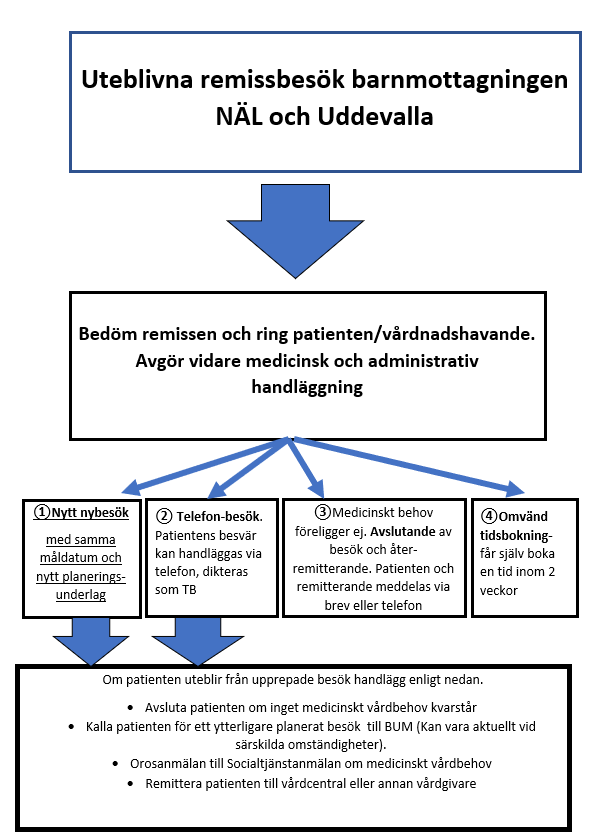 Uteblivna remissbesök barnmottagningen
NÄL och Uddevalla
Bedöm remissen och ring patienten/vårdnadshavande.
Avgör vidare medicinsk och administrativ
handläggning
①Nytt nybesök
med samma
måldatum och
nytt planerings-
underlag
② Telefon-besök.
Patientens besvär
kan handläggas via
telefon, dikteras
som TB
③Medicinskt behov
föreligger ej. Avslutande av
besök och åter-
remitterande. Patienten och
remitterande meddelas via
brev eller telefon
④Omvänd
tidsbokning-
får själv boka
en tid inom 2
veckor
Om patienten uteblir från upprepade besök handlägg enligt nedan.
• Avsluta patienten om inget medicinskt vårdbehov kvarstår
• Kalla patienten för ett ytterligare planerat besök till BUM (Kan vara aktuellt vid
särskilda omständigheter).
• Orosanmälan till Socialtjänstanmälan om medicinskt vårdbehov
• Remittera patienten till vårdcentral eller annan vårdgivare